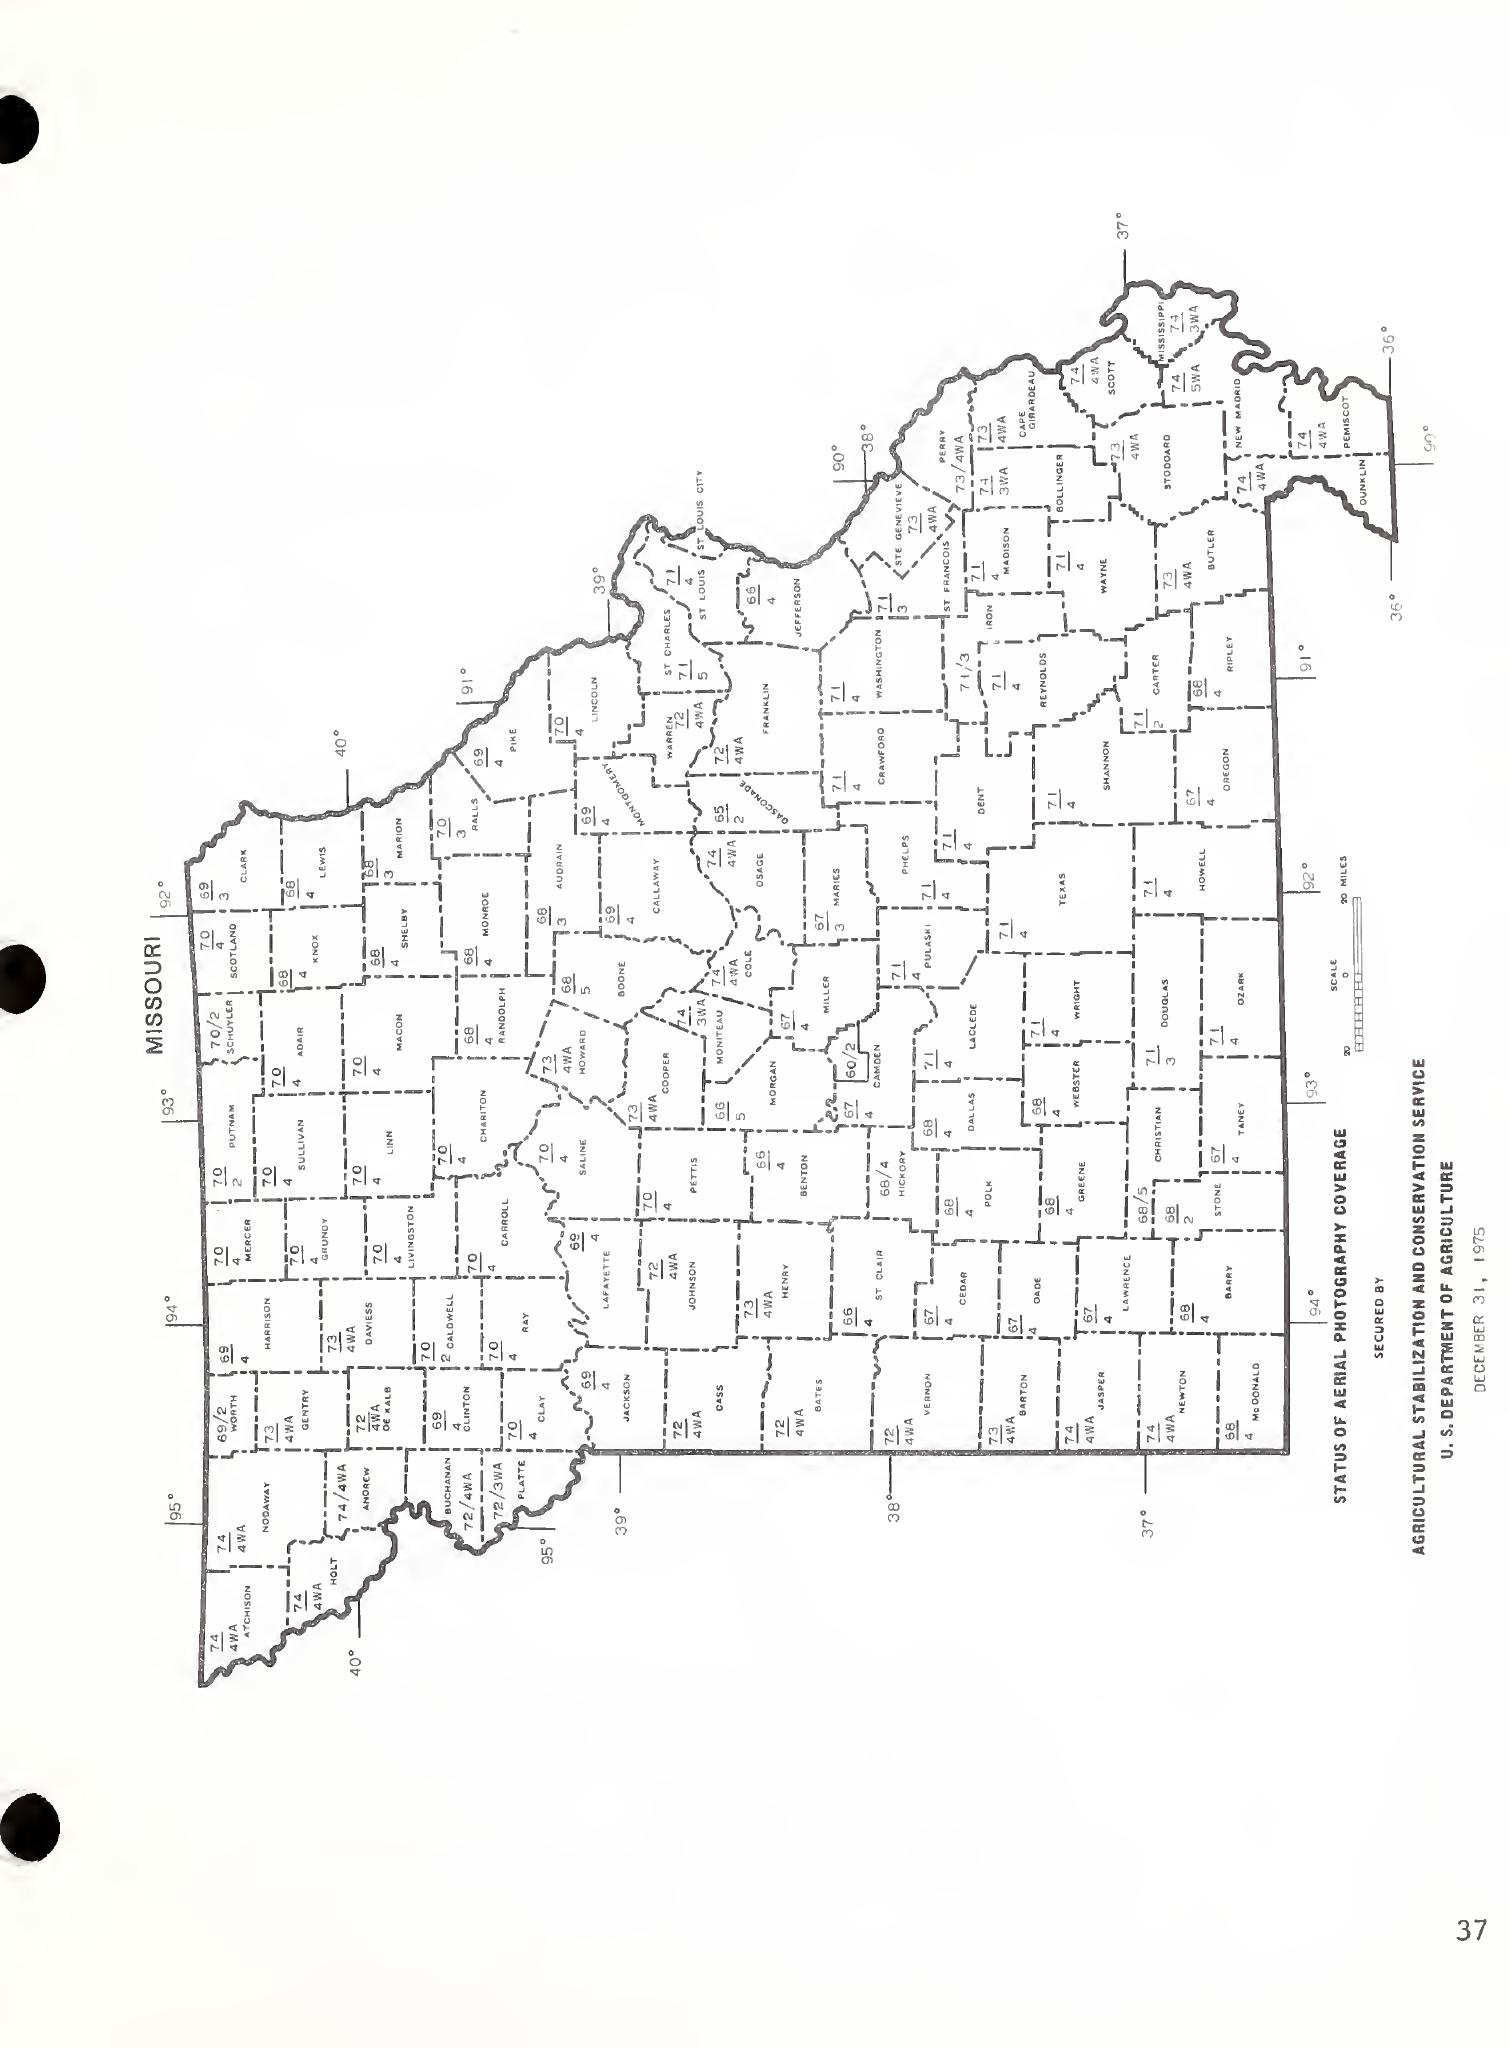 MISSOURI
95°
94°
93°
92°
74
4WA
ATCHISON
74
4WA
NODAWAY
69/2
WORTH
69
4
HARRISON
70
4
MERCER
70
2
PUTNAM
70/2
SCHUYLER
70
4
SCOTLAND
69
3
CLARK
74
4WA
HOLT
74/4WA
ANDREW
73
4WA
GENTRY
73
4WA
DAVIESS
70
4
GRUNDY
70
4
SULLIVAN
70
4
ADAIR
68
4
KNOX
68
4
LEWIS
40°
40°
72
4WA
DE KALB
70
4
LIVINGSTON
70
4
LINN
70
4
MACON
68
4
SHELBY
68
3
MARION
BUCHANAN
72/4WA
69
4
CLINTON
70
2
CALDWELL
70
4
CARROLL
70
4
CHARITON
68
4
RANDOLPH
68
4
MONROE
70
3
RALLS
91°
72/3WA
PLATTE
70
4
CLAY
70
4
RAY
69
4
PIKE
95°
69
4
LAFAYETTE
70
4
SALINE
73
4WA
HOWARD
68
5
BOONE
68
3
AUDRAIN
69
4
MONTGOMERY
70
4
LINCOLN
39°
39°
69
4
JACKSON
69
4
CALLAWAY
WARREN
72
4WA
ST CHARLES
71
5
71
4
ST LOUIS
ST LOUIS CITY
72
4WA
CASS
72
4WA
JOHNSON
70
4
PETTIS
73
4WA
COOPER
74
3WA
MONITEAU
74
4WA
COLE
74
4WA
OSAGE
65
2
GASCONADE
72
4WA
FRANKLIN
66
4
JEFFERSON
72
4WA
BATES
73
4WA
HENRY
66
4
BENTON
66
5
MORGAN
67
4
MILLER
67
3
MARIES
71
4
CRAWFORD
71
4
WASHINGTON
71
3
ST FRANCOIS
STE GENEVIEVE
73
4WA
90°
38°
38°
72
4WA
VERNON
66
4
ST CLAIR
68/4
HICKORY
67
4
60/2
CAMDEN
71
4
PULASKI
71
4
PHELPS
71
4
DENT
71/3
IRON
71
4
MADISON
PERRY
73/4WA
67
4
CEDAR
68
4
POLK
68
4
DALLAS
71
4
LACLEDE
71
4
TEXAS
71
4
REYNOLDS
74
3WA
BOLLINGER
73
4WA
CAPE
GIRARDEAU
73
4WA
BARTON
67
4
DADE
68
4
GREENE
68
4
WEBSTER
71
4
WRIGHT
71
4
SHANNON
71
4
WAYNE
74
4WA
SCOTT
74
4WA
JASPER
67
4
LAWRENCE
68/5
CHRISTIAN
71
3
DOUGLAS
71
4
HOWELL
71
2
CARTER
73
4WA
BUTLER
73
4WA
STODDARD
MISSISSIPPI
74
3WA
37°
37°
74
4WA
NEWTON
68
4
BARRY
68
2
STONE
67
4
TANEY
71
4
OZARK
67
4
OREGON
68
4
RIPLEY
74
5WA
NEW MADRID
68
4
McDONALD
74
4WA
DUNKLIN
74
4WA
PEMISCOT
94°
93°
92°
91°
90°
36°
36°
SCALE
20 0 20 MILES
STATUS OF AERIAL PHOTOGRAPHY COVERAGE
SECURED BY
AGRICULTURAL STABILIZATION AND CONSERVATION SERVICE
U. S. DEPARTMENT OF AGRICULTURE
DECEMBER 31, 1975
37